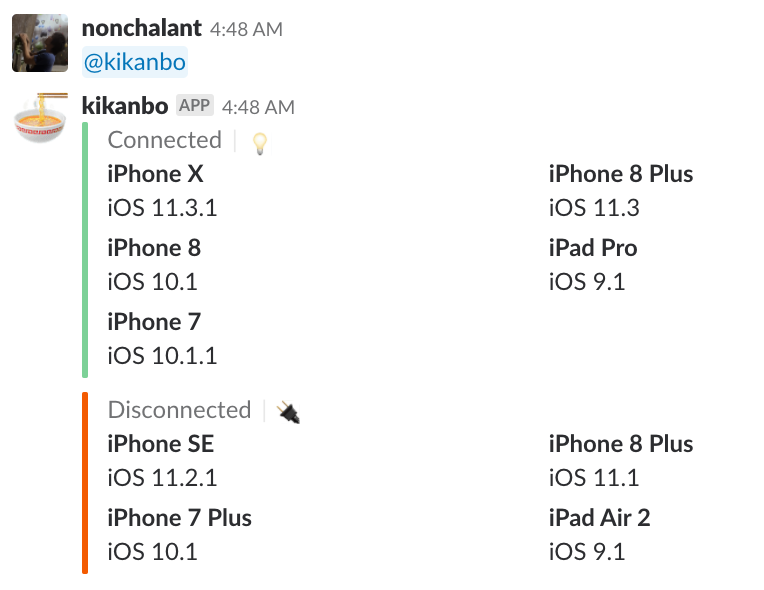 nonchalant 4:48 AM
@kikanbo
kikanbo APP 4:48 AM
Connected
iPhone X iPhone 8 Plus
iOS 11.3.1 iOS 11.3
iPhone 8 iPad Pro
iOS 10.1 iOS 9.1
iPhone 7
iOS 10.1.1
Disconnected
iPhone SE iPhone 8 Plus
iOS 11.2.1 iOS 11.1
iPhone 7 Plus iPad Air 2
iOS 10.1 iOS 9.1